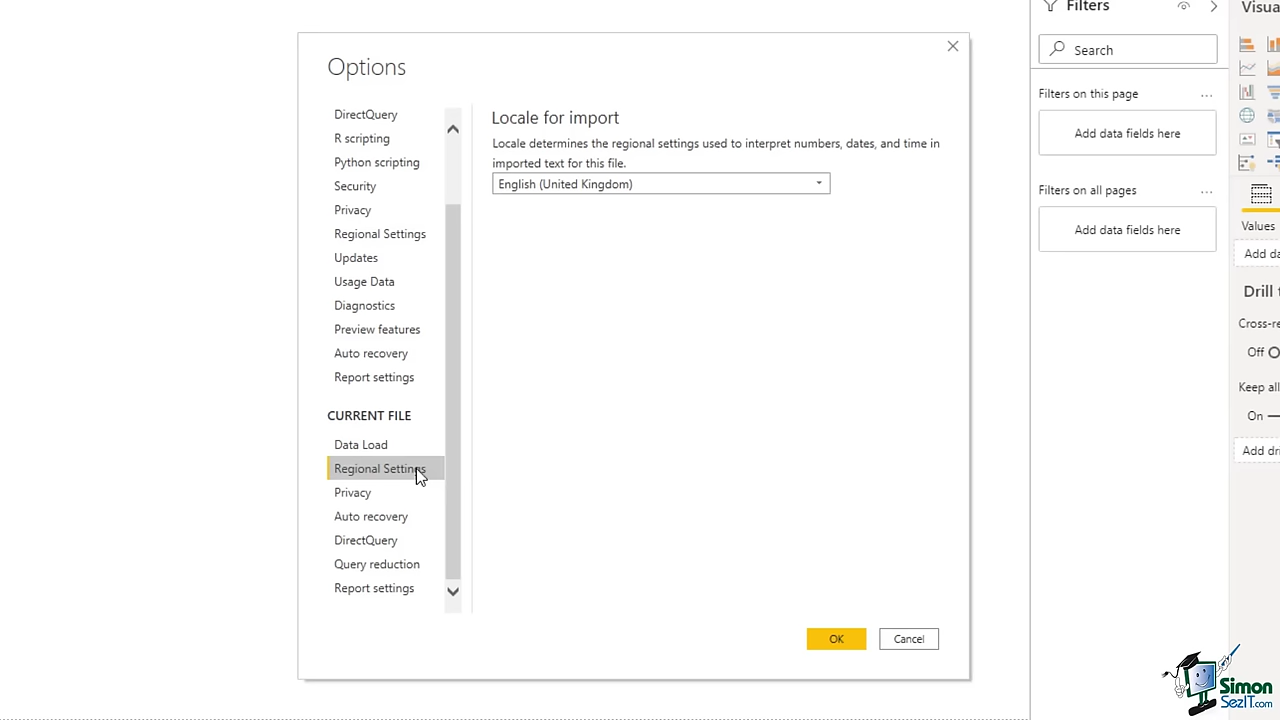 Options
DirectQuery
R scripting
Python scripting
Security
Privacy
Regional Settings
Updates
Usage Data
Diagnostics
Preview features
Auto recovery
Report settings
CURRENT FILE
Data Load
Regional Settings
Privacy
Auto recovery
DirectQuery
Query reduction
Report settings
Locale for import
Locale determines the regional settings used to interpret numbers, dates, and time in
imported text for this file.
English (United Kingdom)
OK
Cancel
Filters
Search
Filters on this page
Add data fields here
Filters on all pages
Add data fields here
Values
Add
Drill
Off
Keep all
On
Add
Simon
SezIT.com